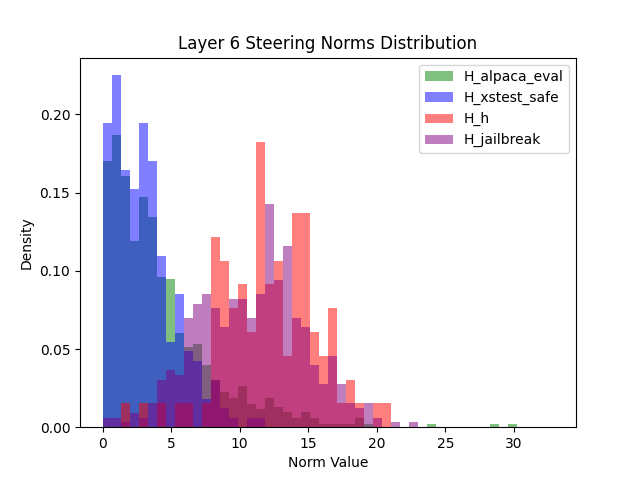 Layer 6 Steering Norms Distribution
H_alpaca_eval
H_xstest_safe
H_h
H_jailbreak
Density
0.20
0.15
0.10
0.05
0.00
0 5 10 15 20 25 30
Norm Value